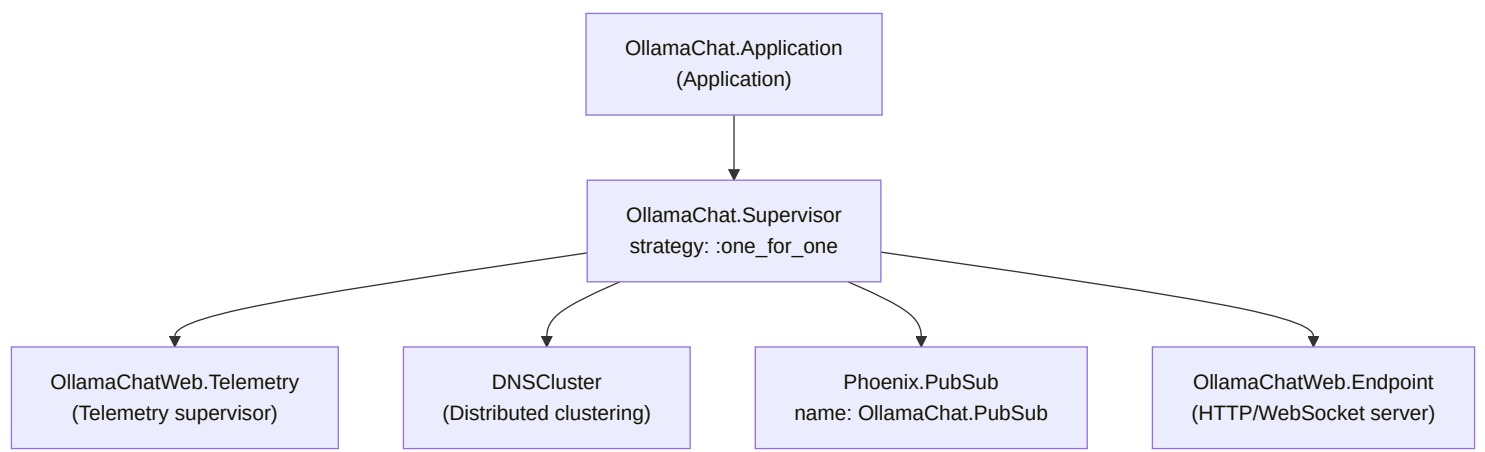 OllamaChat.Application
(Application)
OllamaChat.Supervisor
strategy: :one_for_one
OllamaChatWeb.Telemetry
(Telemetry supervisor)
DNSCluster
(Distributed clustering)
Phoenix.PubSub
name: OllamaChat.PubSub
OllamaChatWeb.Endpoint
(HTTP/WebSocket server)